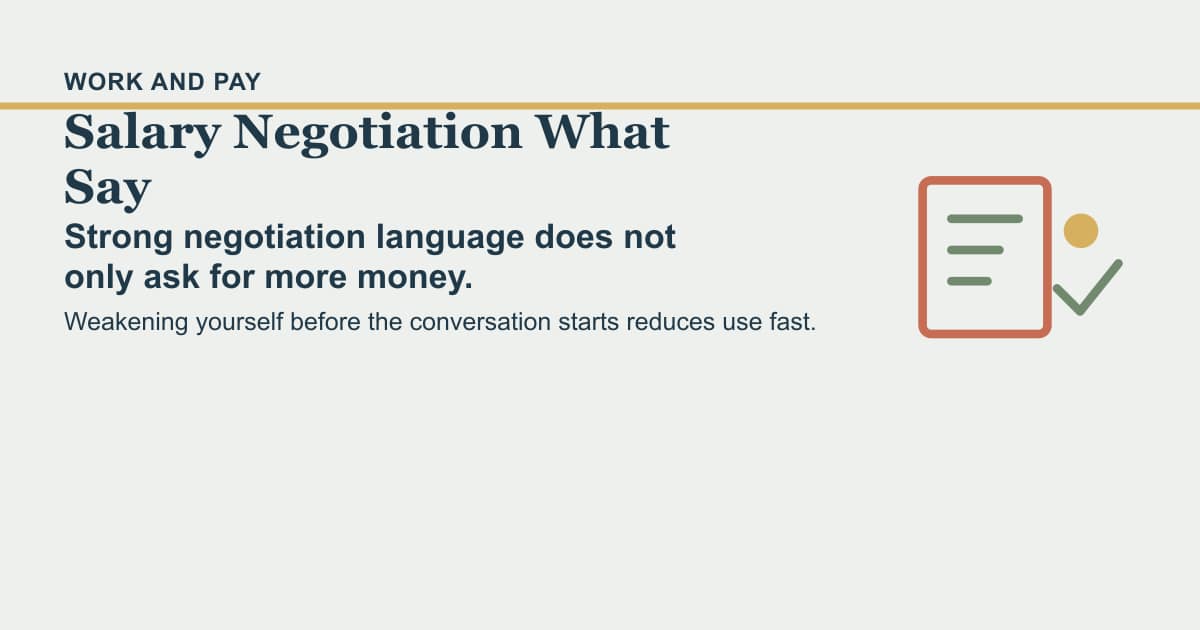 WORK AND PAY
Salary Negotiation What
Say
Strong negotiation language does not
only ask for more money.
Weakening yourself before the conversation starts reduces use fast.